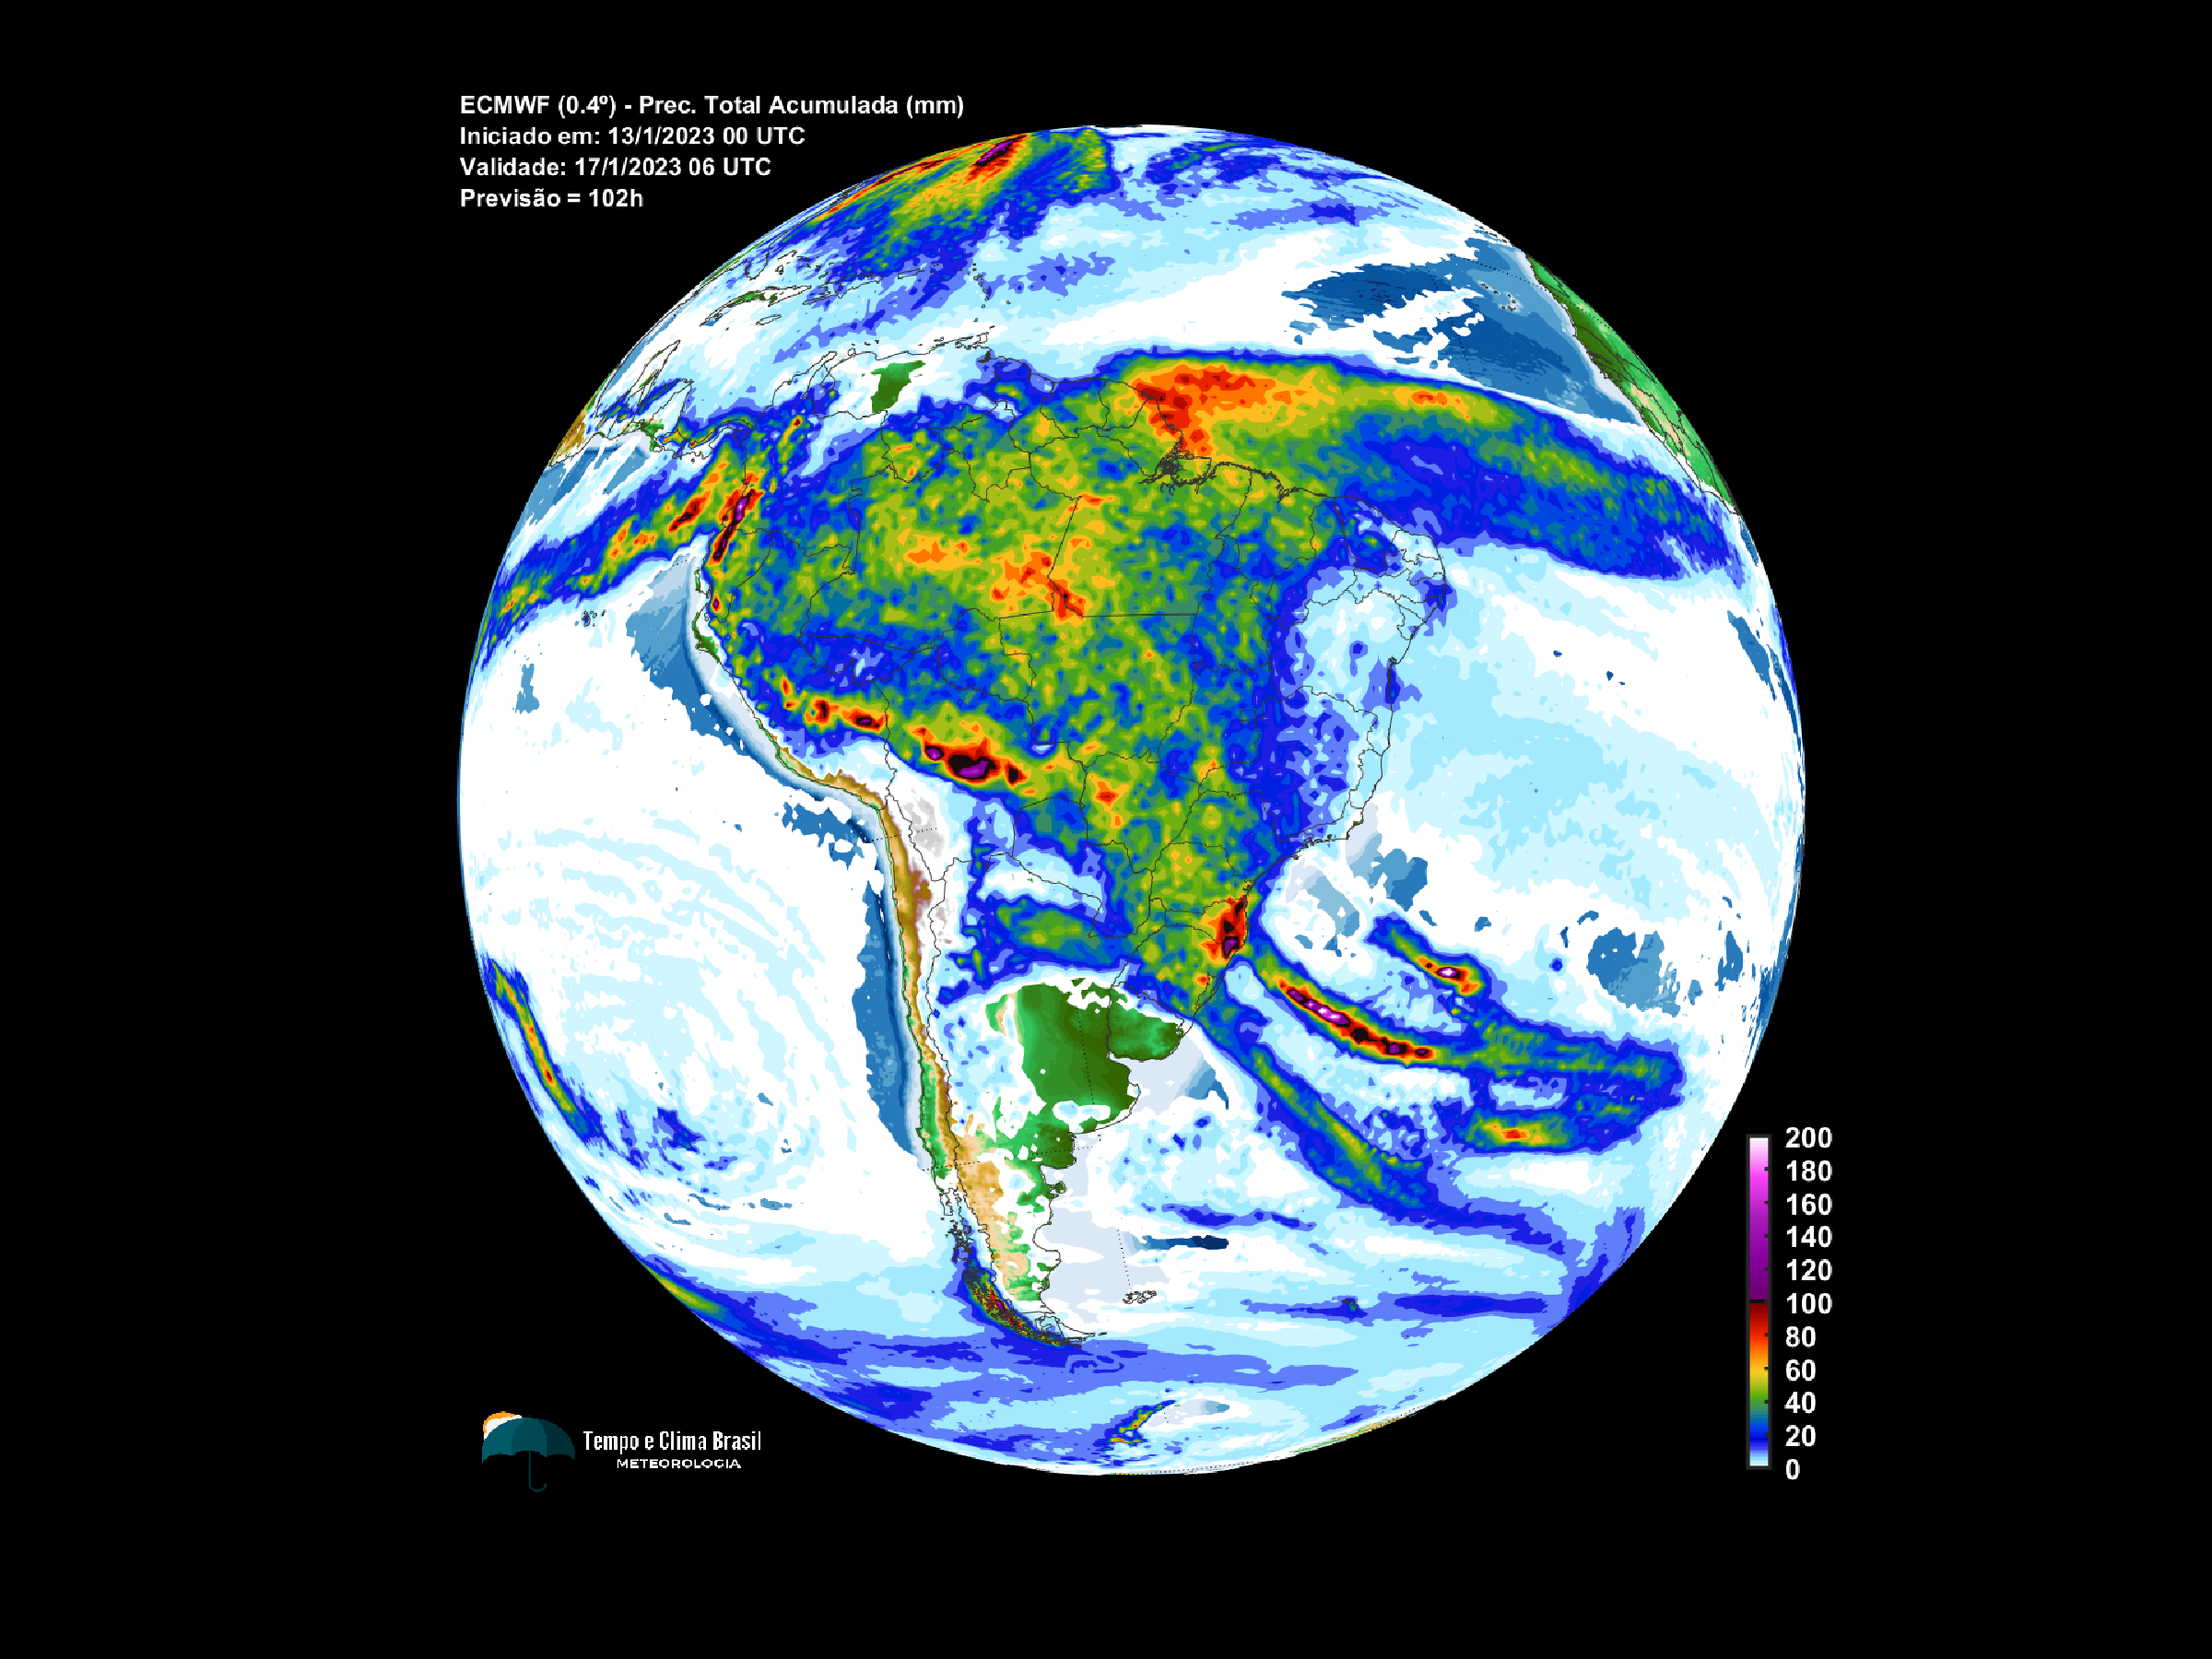 ECMWF (0.4º) - Prec. Total Acumulada (mm)
Iniciado em: 13/1/2023 00 UTC
Validade: 17/1/2023 06 UTC
Previsão = 102h
200
180
160
140
120
100
80
60
40
20
0
Tempo e Clima Brasil
METEOROLOGIA